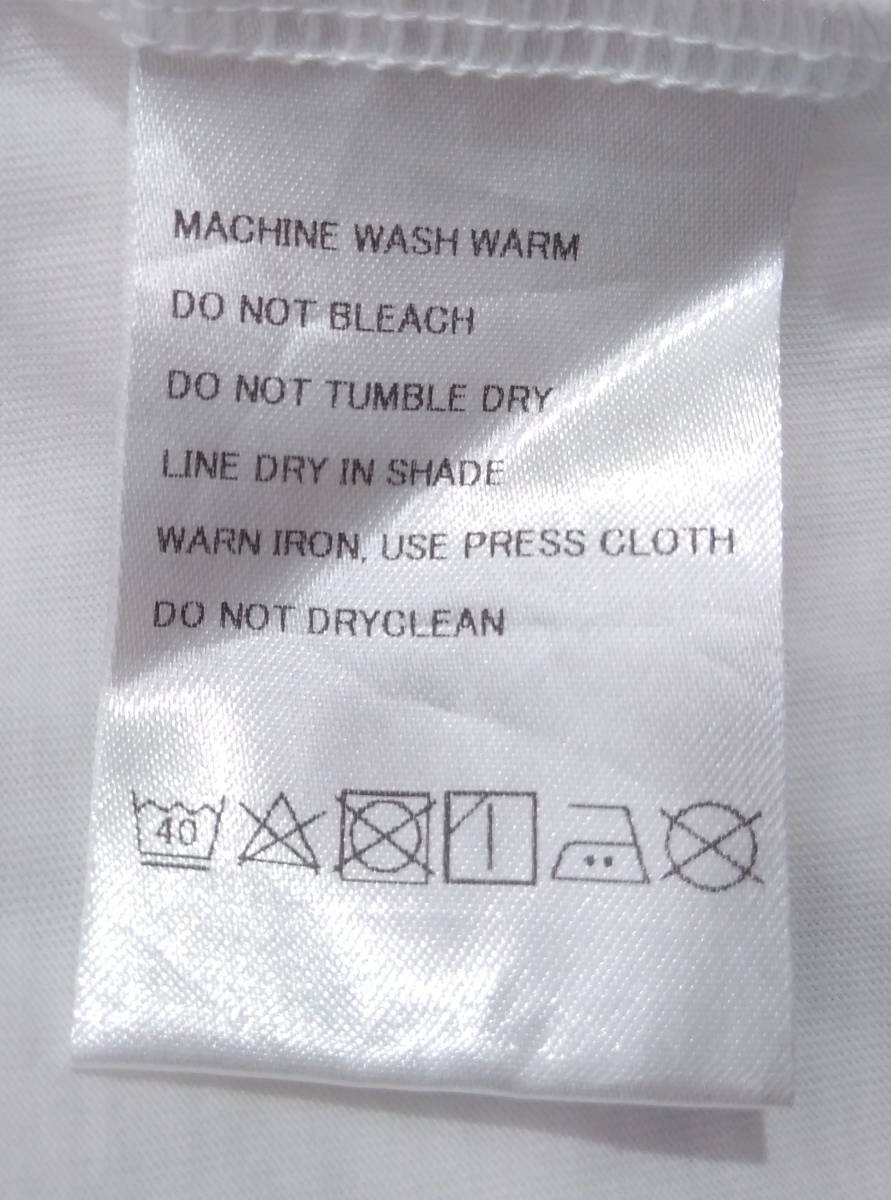 MACHINE WASH WARM
DO NOT BLEACH
DO NOT TUMBLE DRY
LINE DRY IN SHADE
WARN IRON, USE PRESS CLOTH
DO NOT DRYCLEAN
40